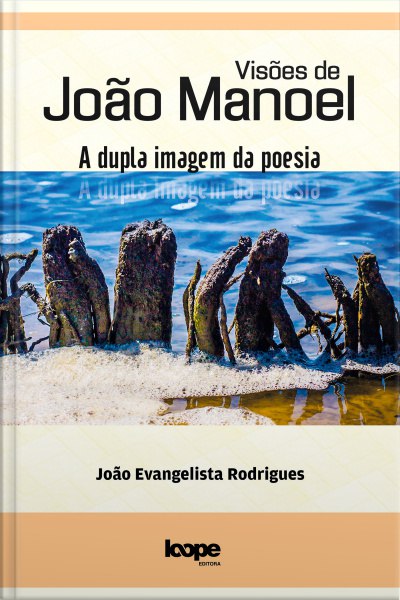 Visões de
João Manoel
A dupla imagem da poesia
A dupla imagem da poesia
João Evangelista Rodrigues
loope
EDITORA